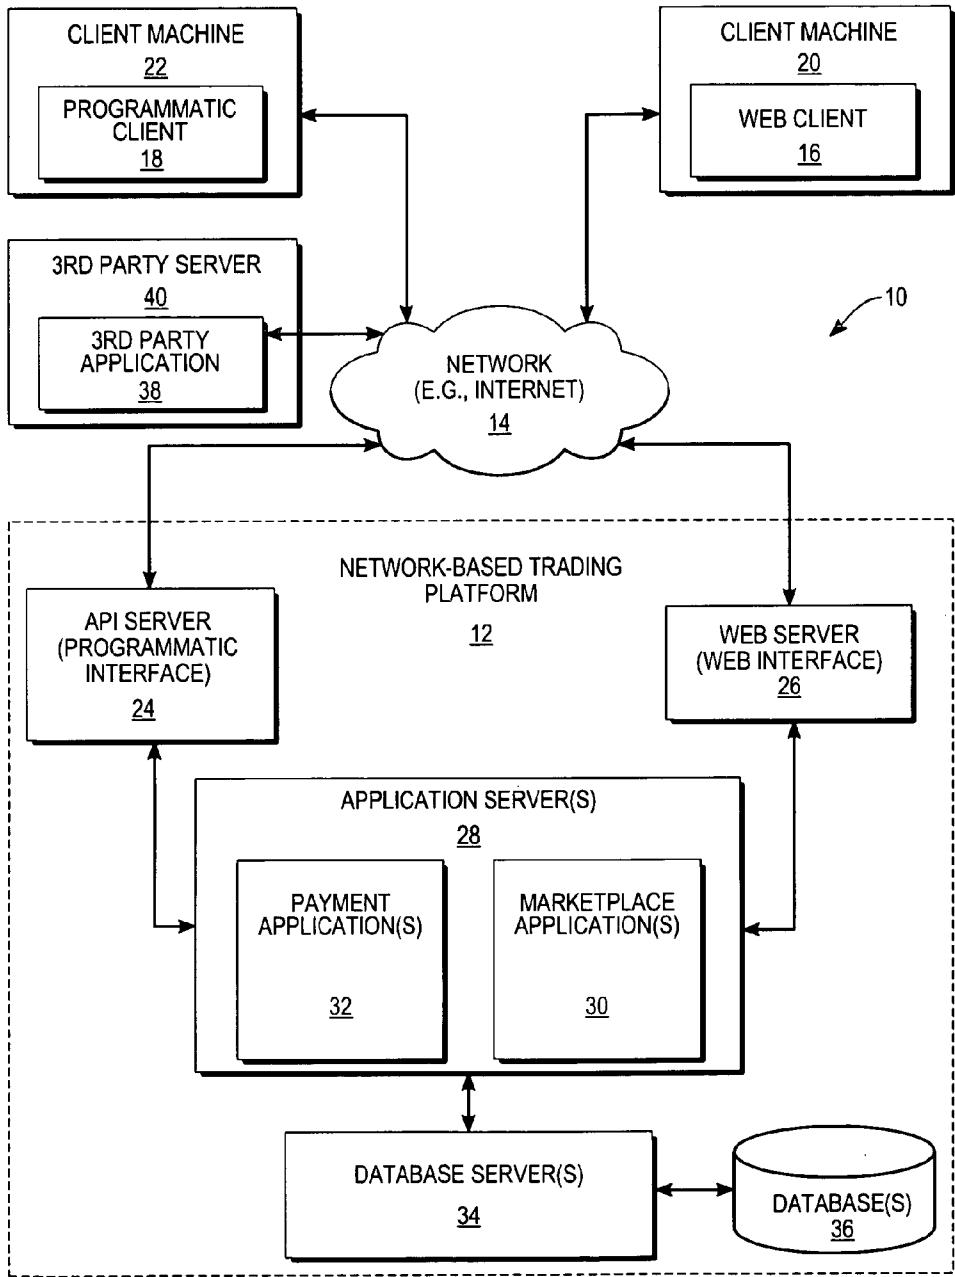 CLIENT MACHINE
22
PROGRAMMATIC
CLIENT
18
CLIENT MACHINE
20
WEB CLIENT
16
3RD PARTY SERVER
40
3RD PARTY
APPLICATION
38
10
NETWORK
(E.G., INTERNET)
14
NETWORK-BASED TRADING
PLATFORM
12
API SERVER
(PROGRAMMATIC
INTERFACE)
24
WEB SERVER
(WEB INTERFACE)
26
APPLICATION SERVER(S)
28
PAYMENT
APPLICATION(S)
32
MARKETPLACE
APPLICATION(S)
30
DATABASE SERVER(S)
34
DATABASE(S)
36